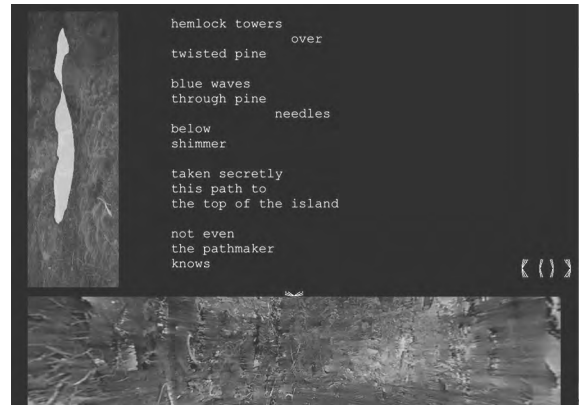 hemlock towers
over
twisted pine
blue waves
through pine
needles
below
shimmer
taken secretly
this path to
the top of the island
not even
the pathmaker
knows